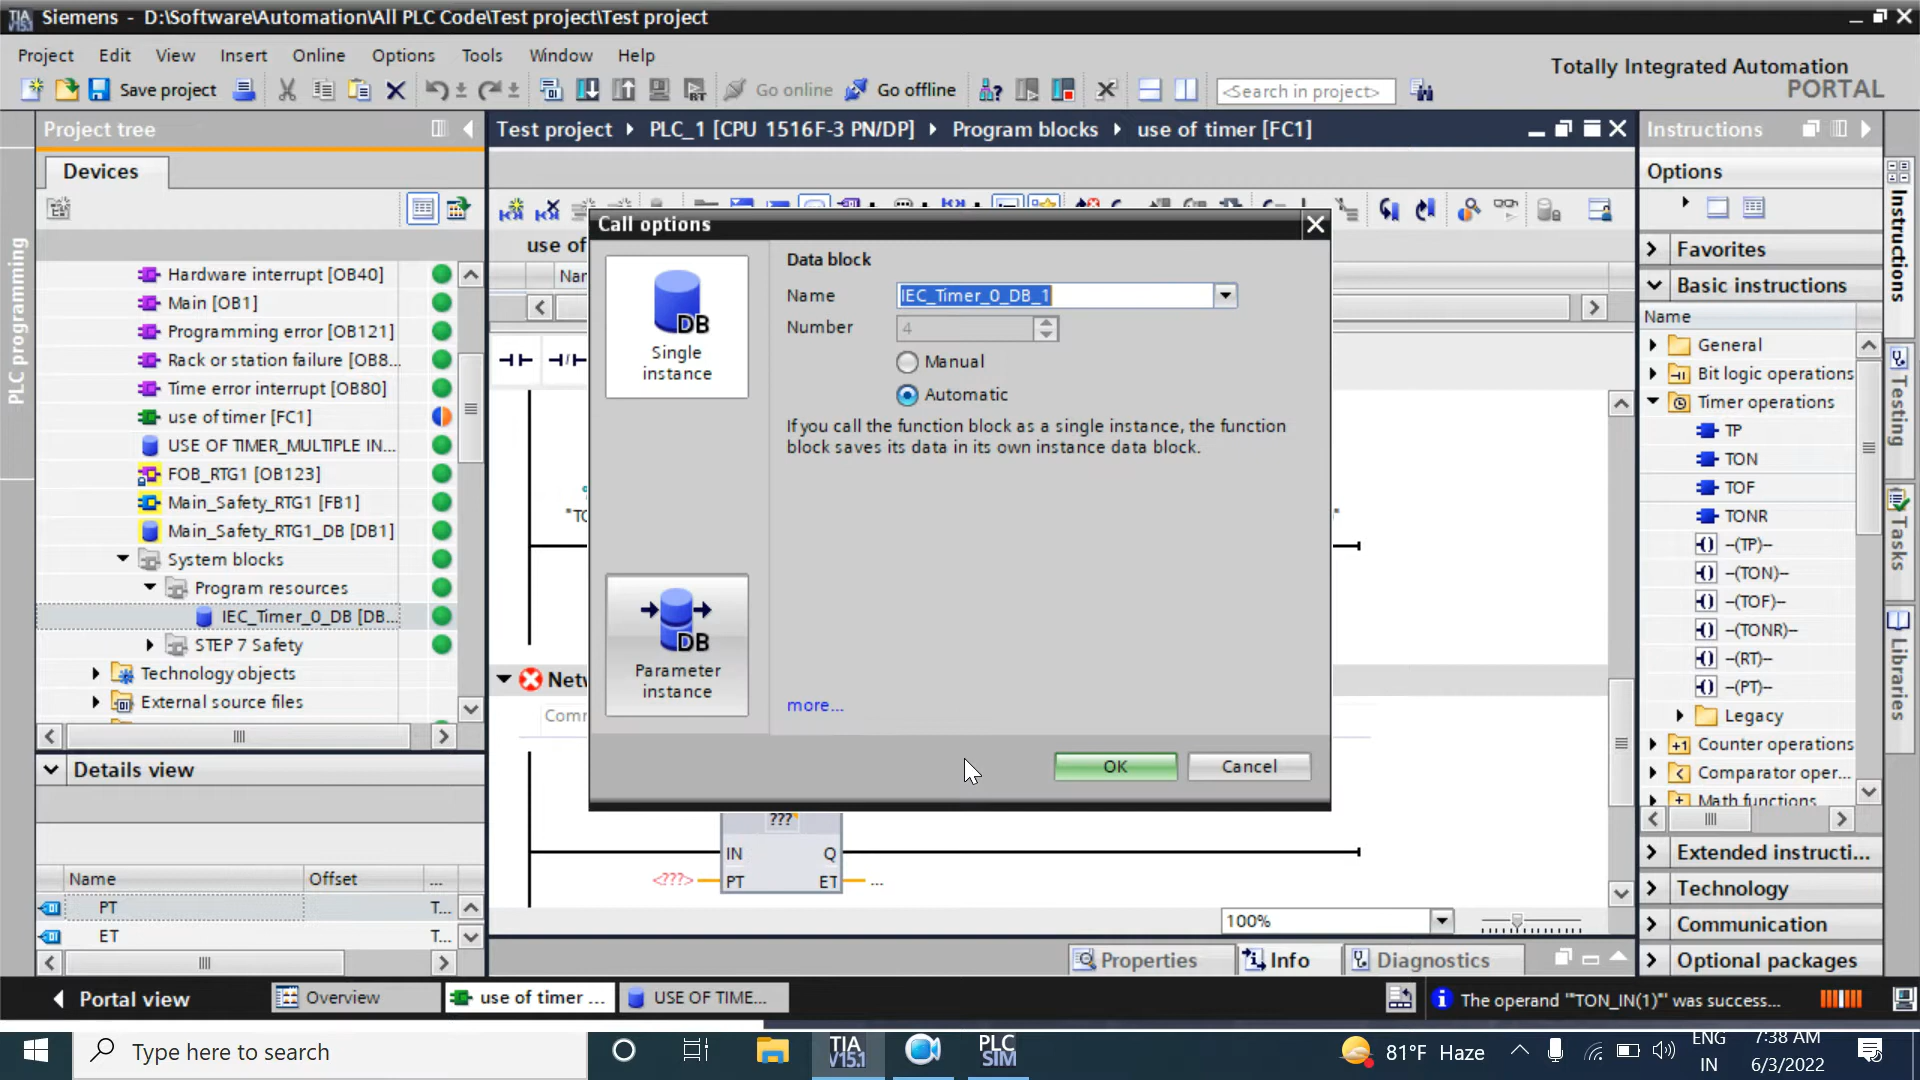 Siemens - D:\Software\Automation\All PLC Code\Test project\Test project
Project Edit View Insert Online Options Tools Window Help
Totally Integrated Automation
PORTAL
Save project
Go online
Go offline
<Search in project>
Project tree
Test project PLC_1 [CPU 1516F-3 PN/DP] Program blocks use of timer [FC1]
Instructions
Devices
Options
PLC programming
Hardware interrupt [OB40]
Main [OB1]
Programming error [OB121]
Rack or station failure [OB8...
Time error interrupt [OB80]
use of timer [FC1]
USE OF TIMER_MULTIPLE IN...
FOB_RTG1 [OB123]
Main_Safety_RTG1 [FB1]
Main_Safety_RTG1_DB [DB1]
System blocks
Program resources
IEC_Timer_0_DB [DB...
STEP 7 Safety
Technology objects
External source files
Details view
Name Offset ...
PT T...
ET T...
use of
Nar
"TO
Netw
Comm
Call options
Single
instance
DB
Parameter
instance
DB
Data block
Name IEC_Timer_0_DB_1
Number 4
Manual
Automatic
If you call the function block as a single instance, the function
block saves its data in its own instance data block.
more...
OK Cancel
???
IN Q
<???> PT ET ...
100%
Properties Info Diagnostics
Favorites
Basic instructions
Name
General
Bit logic operations
Timer operations
TP
TON
TOF
TONR
-(TP)-
-(TON)-
-(TOF)-
-(TONR)-
-(RT)-
-(PT)-
Legacy
Counter operations
Comparator oper...
Math functions
Extended instructi...
Technology
Communication
Optional packages
Instructions
Testing
Tasks
Libraries
Portal view Overview use of timer ... USE OF TIME...
The operand '"TON_IN(1)"' was success...
Type here to search
TIA
V15.1
PLC
SIM
81°F Haze
ENG
IN
7:38 AM
6/3/2022